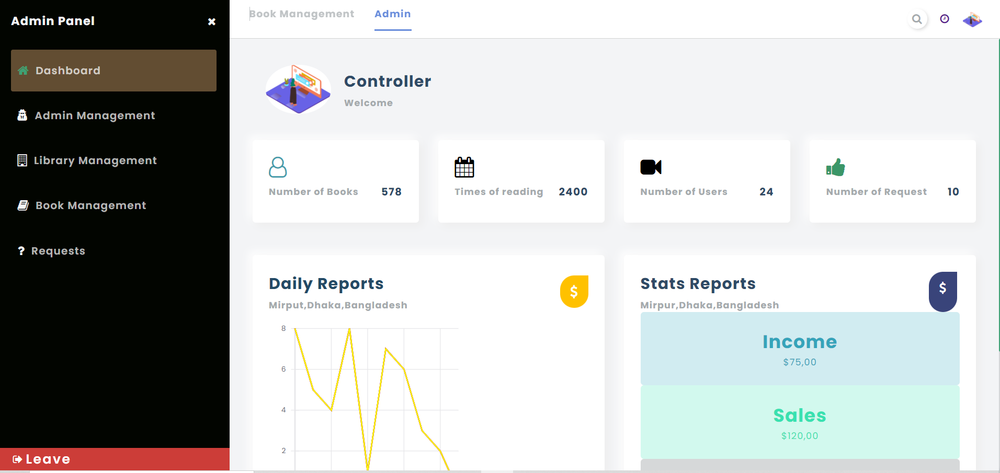 Admin Panel
Dashboard
Admin Management
Library Management
Book Management
Requests
Leave
Book Management
Admin
Controller
Welcome
Number of Books 578
Times of reading 2400
Number of Users 24
Number of Request 10
Daily Reports
$
Mirput,Dhaka,Bangladesh
8
6
4
2
Stats Reports
$
Mirpur,Dhaka,Bangladesh
Income
$75,00
Sales
$120,00